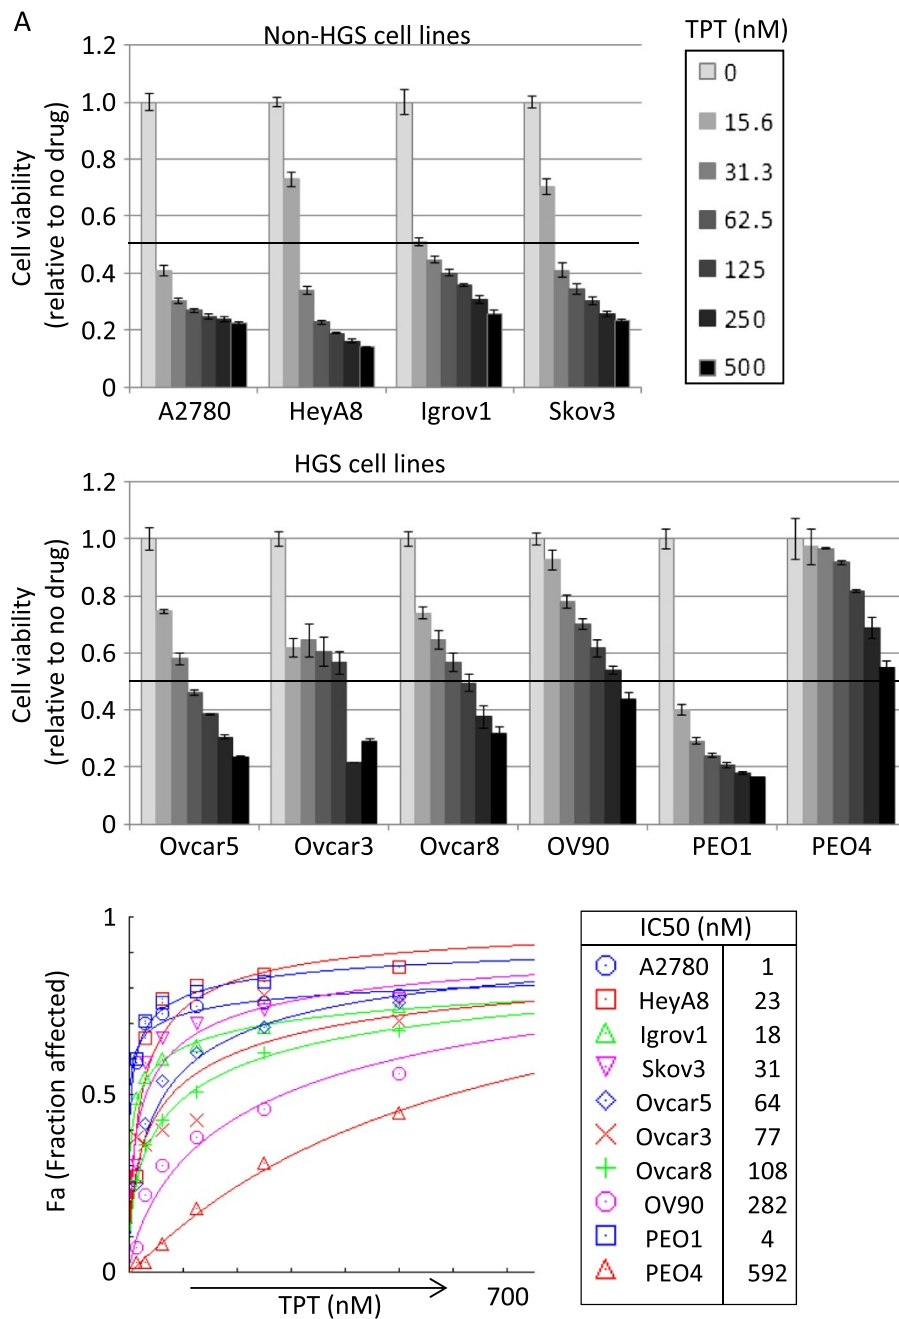 A
Non-HGS cell lines
TPT (nM)
0
15.6
31.3
62.5
125
250
500
Cell viability
(relative to no drug)
1.2
1.0
0.8
0.6
0.4
0.2
0
A2780 HeyA8 Igrov1 Skov3
HGS cell lines
Cell viability
(relative to no drug)
1.2
1.0
0.8
0.6
0.4
0.2
0
Ovcar5 Ovcar3 Ovcar8 OV90 PEO1 PEO4
Fa (Fraction affected)
1
0.5
0
TPT (nM)
700
IC50 (nM)
A2780 1
HeyA8 23
Igrov1 18
Skov3 31
Ovcar5 64
Ovcar3 77
Ovcar8 108
OV90 282
PEO1 4
PEO4 592